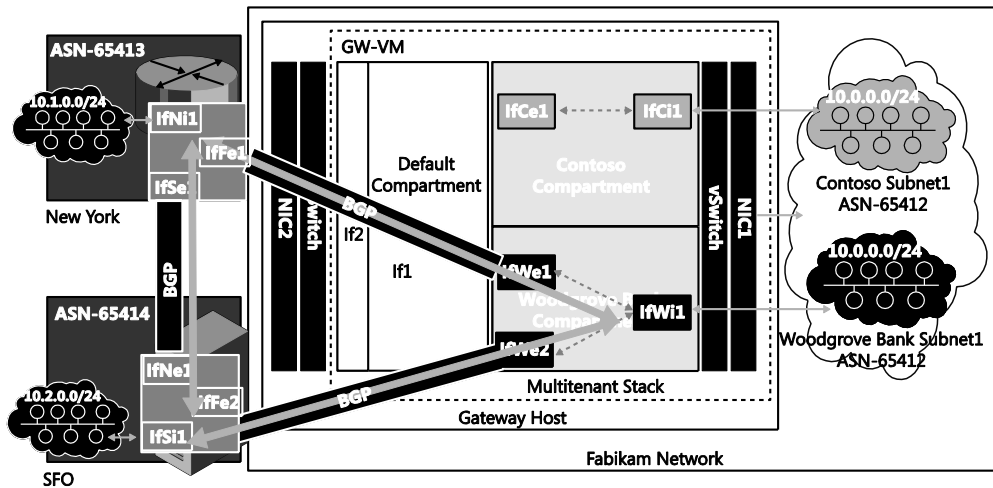 ASN-65413
10.1.0.0/24
IfNi1
IfFe1
IfSe1
New York
BGP
ASN-65414
IfNe1
10.2.0.0/24
IfFe2
IfSi1
SFO
GW-VM
NIC2
If2
Default
Compartment
If1
BGP
BGP
IfCe1
IfCi1
Contoso
Compartment
IfWe1
IfWi1
IfWe2
Multitenant Stack
vSwitch
NIC1
Gateway Host
Fabikam Network
10.0.0.0/24
Contoso Subnet1
ASN-65412
10.0.0.0/24
Woodgrove Bank Subnet1
ASN-65412